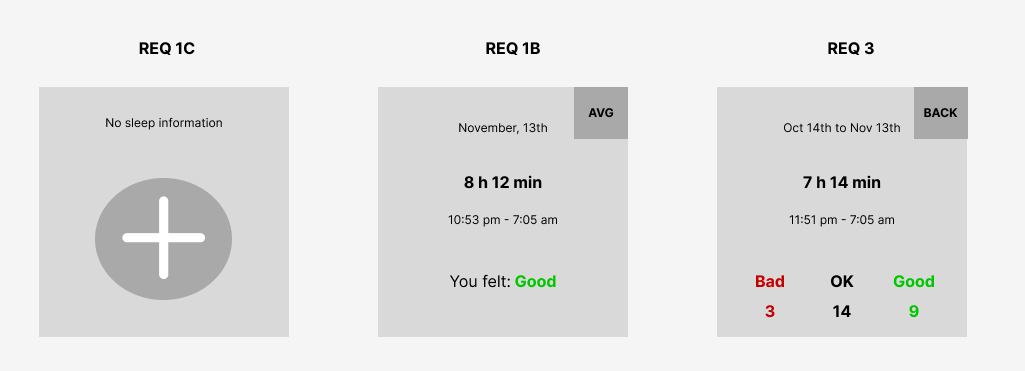 REQ 1C
No sleep information
REQ 1B
AVG
November, 13th
8 h 12 min
10:53 pm - 7:05 am
You felt: Good
REQ 3
BACK
Oct 14th to Nov 13th
7 h 14 min
11:51 pm - 7:05 am
Bad OK Good
3 14 9